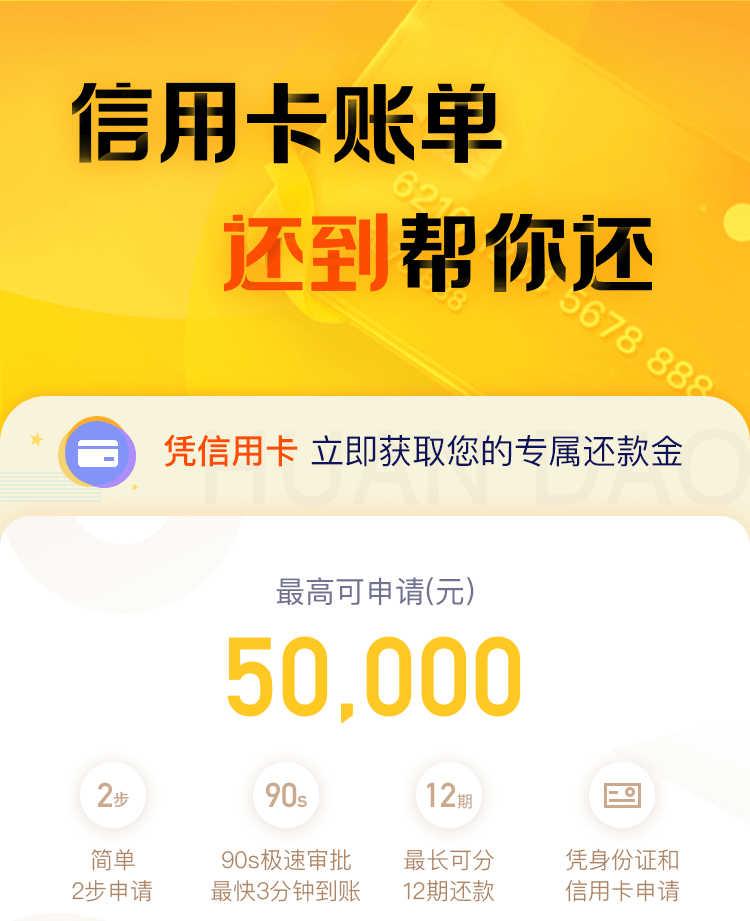 信用卡账单
还到帮你还
5678 888
凭信用卡 立即获取您的专属还款金
HUAN DAO
最高可申请(元)
50,000
2步
90s
12期
简单
2步申请
90s极速审批
最快3分钟到账
最长可分
12期还款
凭身份证和
信用卡申请